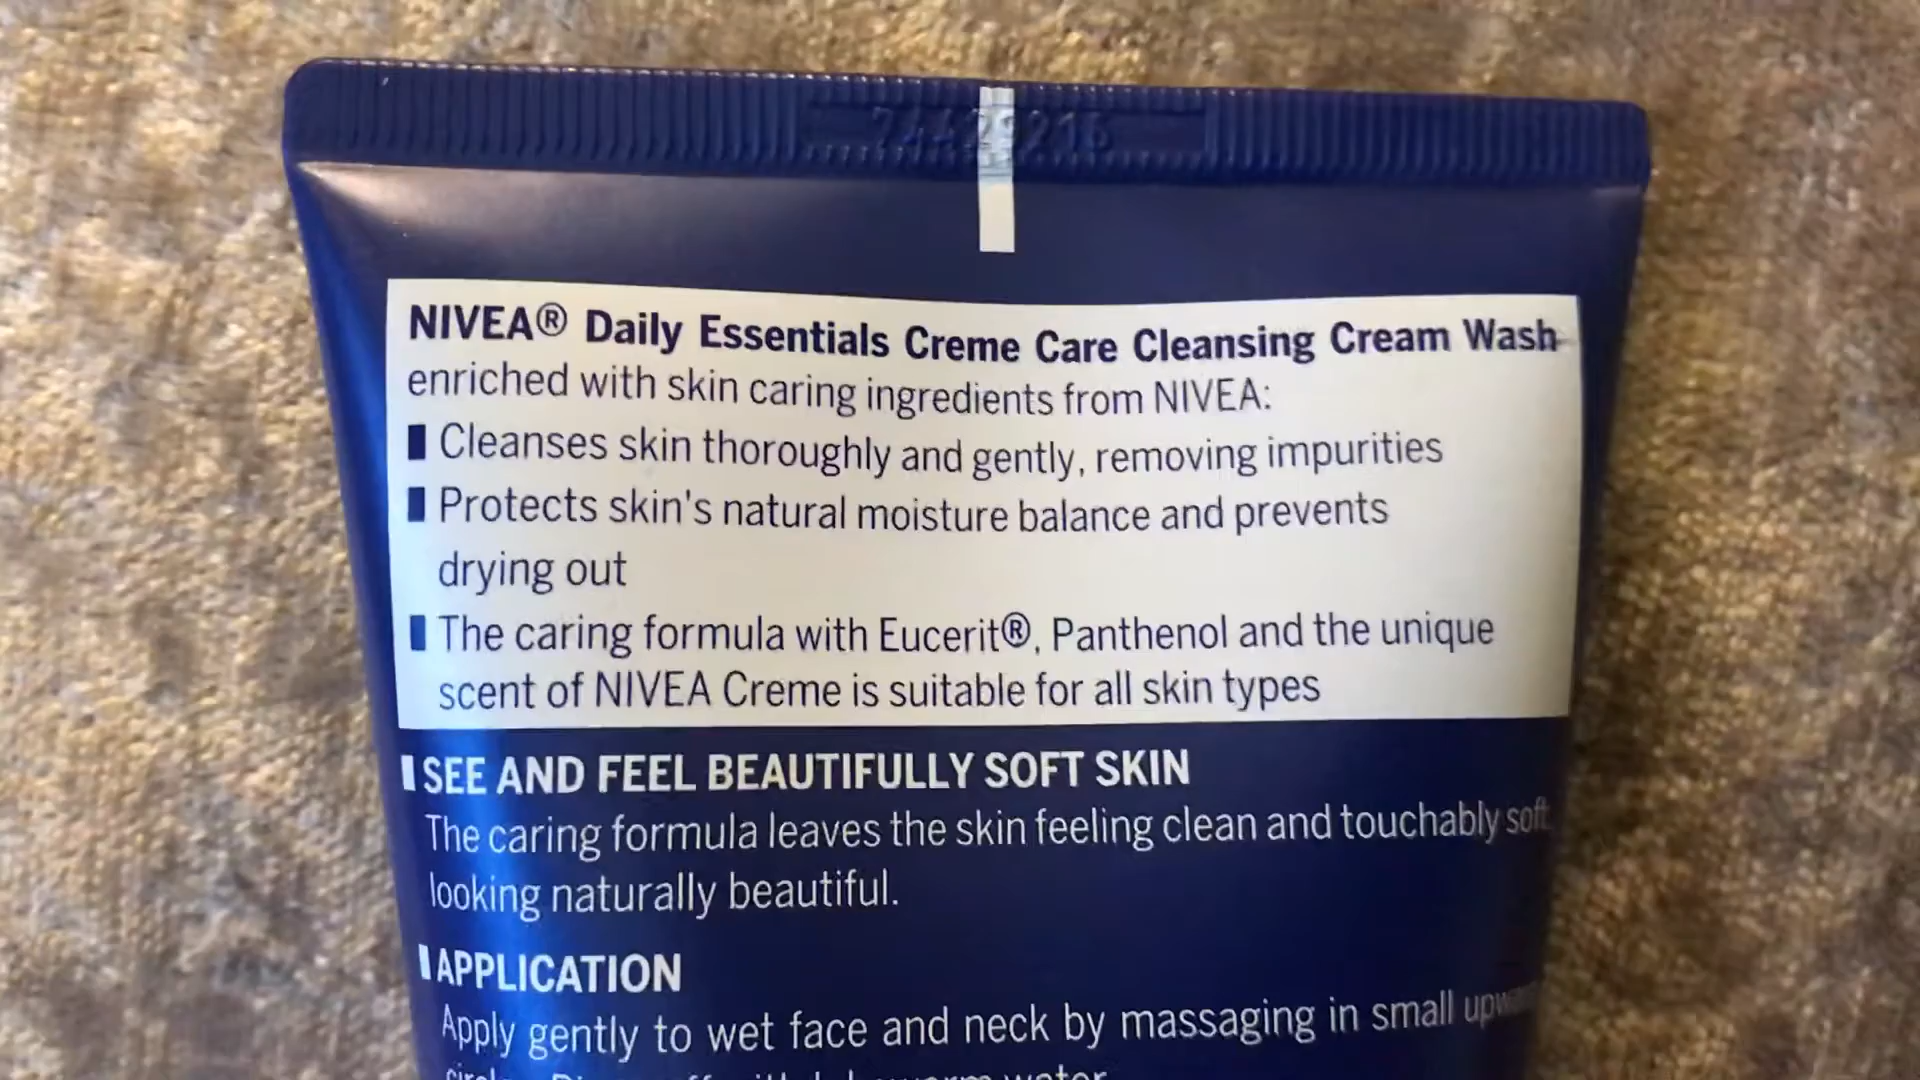 NIVEA® Daily Essentials Creme Care Cleansing Cream Wash
enriched with skin caring ingredients from NIVEA:
Cleanses skin thoroughly and gently, removing impurities
Protects skin's natural moisture balance and prevents
drying out
The caring formula with Eucerit®, Panthenol and the unique
scent of NIVEA Creme is suitable for all skin types
SEE AND FEEL BEAUTIFULLY SOFT SKIN
The caring formula leaves the skin feeling clean and touchably soft
looking naturally beautiful.
APPLICATION
Apply gently to wet face and neck by massaging in small